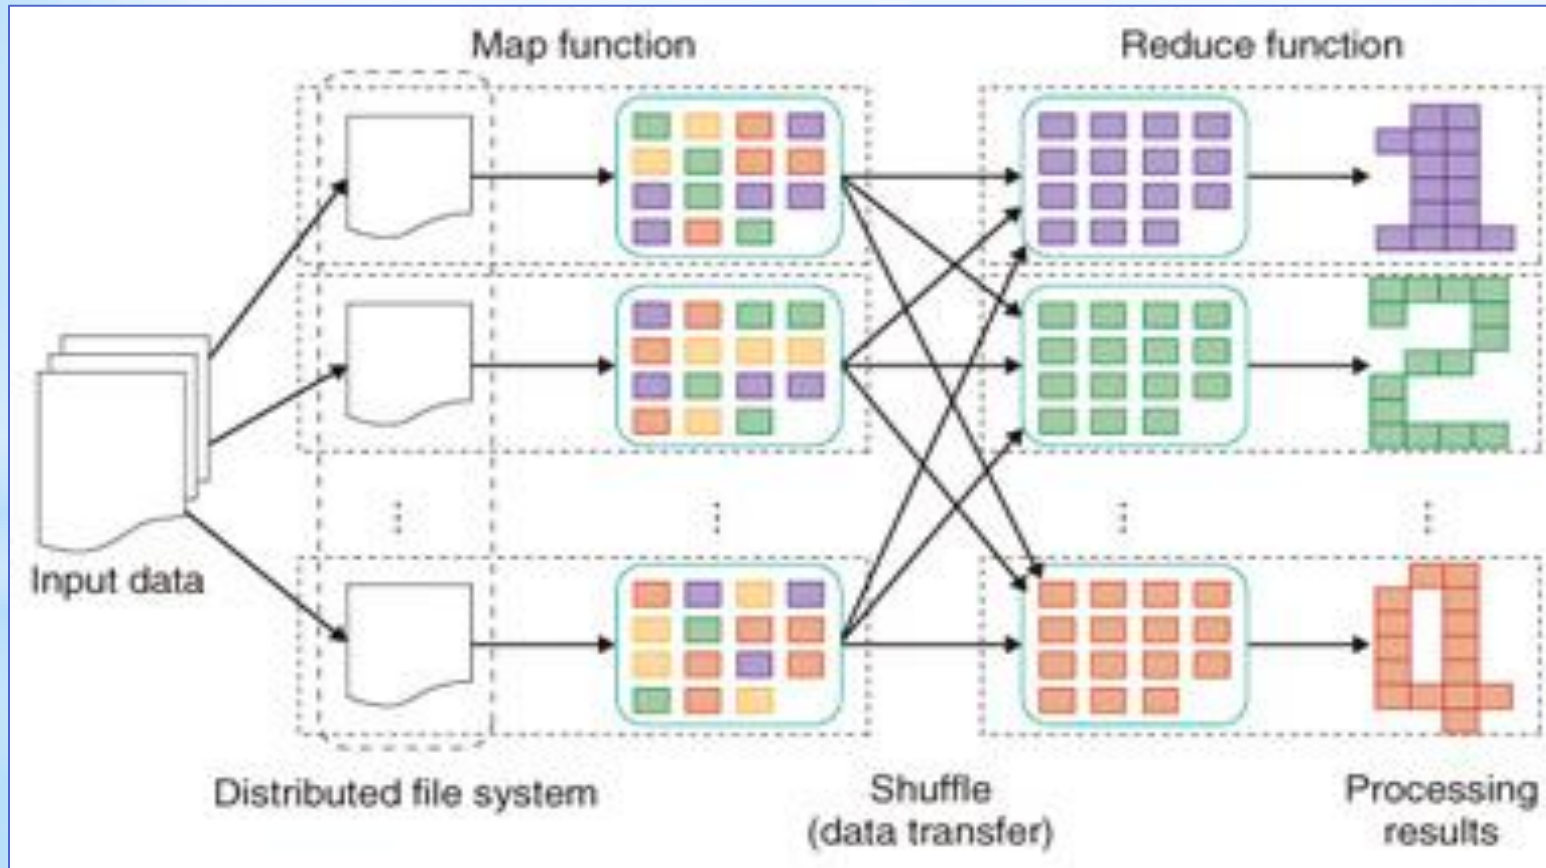 Map function
Reduce function
Input data
Distributed file system
Shuffle
(data transfer)
Processing
results